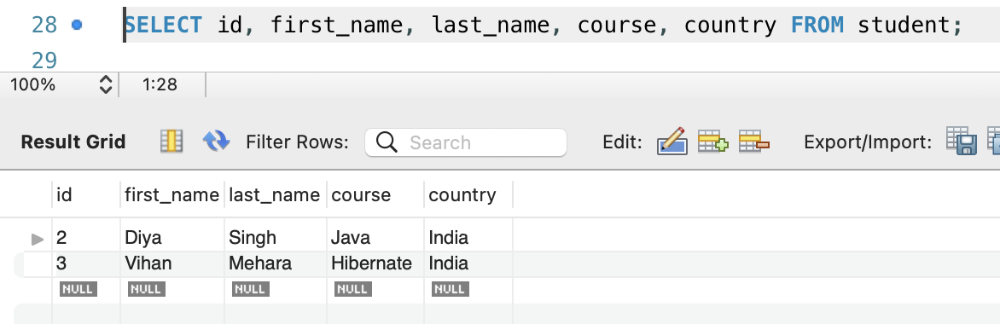 28 SELECT id, first_name, last_name, course, country FROM student;
29
100% 1:28
Result Grid Filter Rows: Search Edit: Export/Import:
id first_name last_name course country
2 Diya Singh Java India
3 Vihan Mehara Hibernate India
NULL NULL NULL NULL NULL